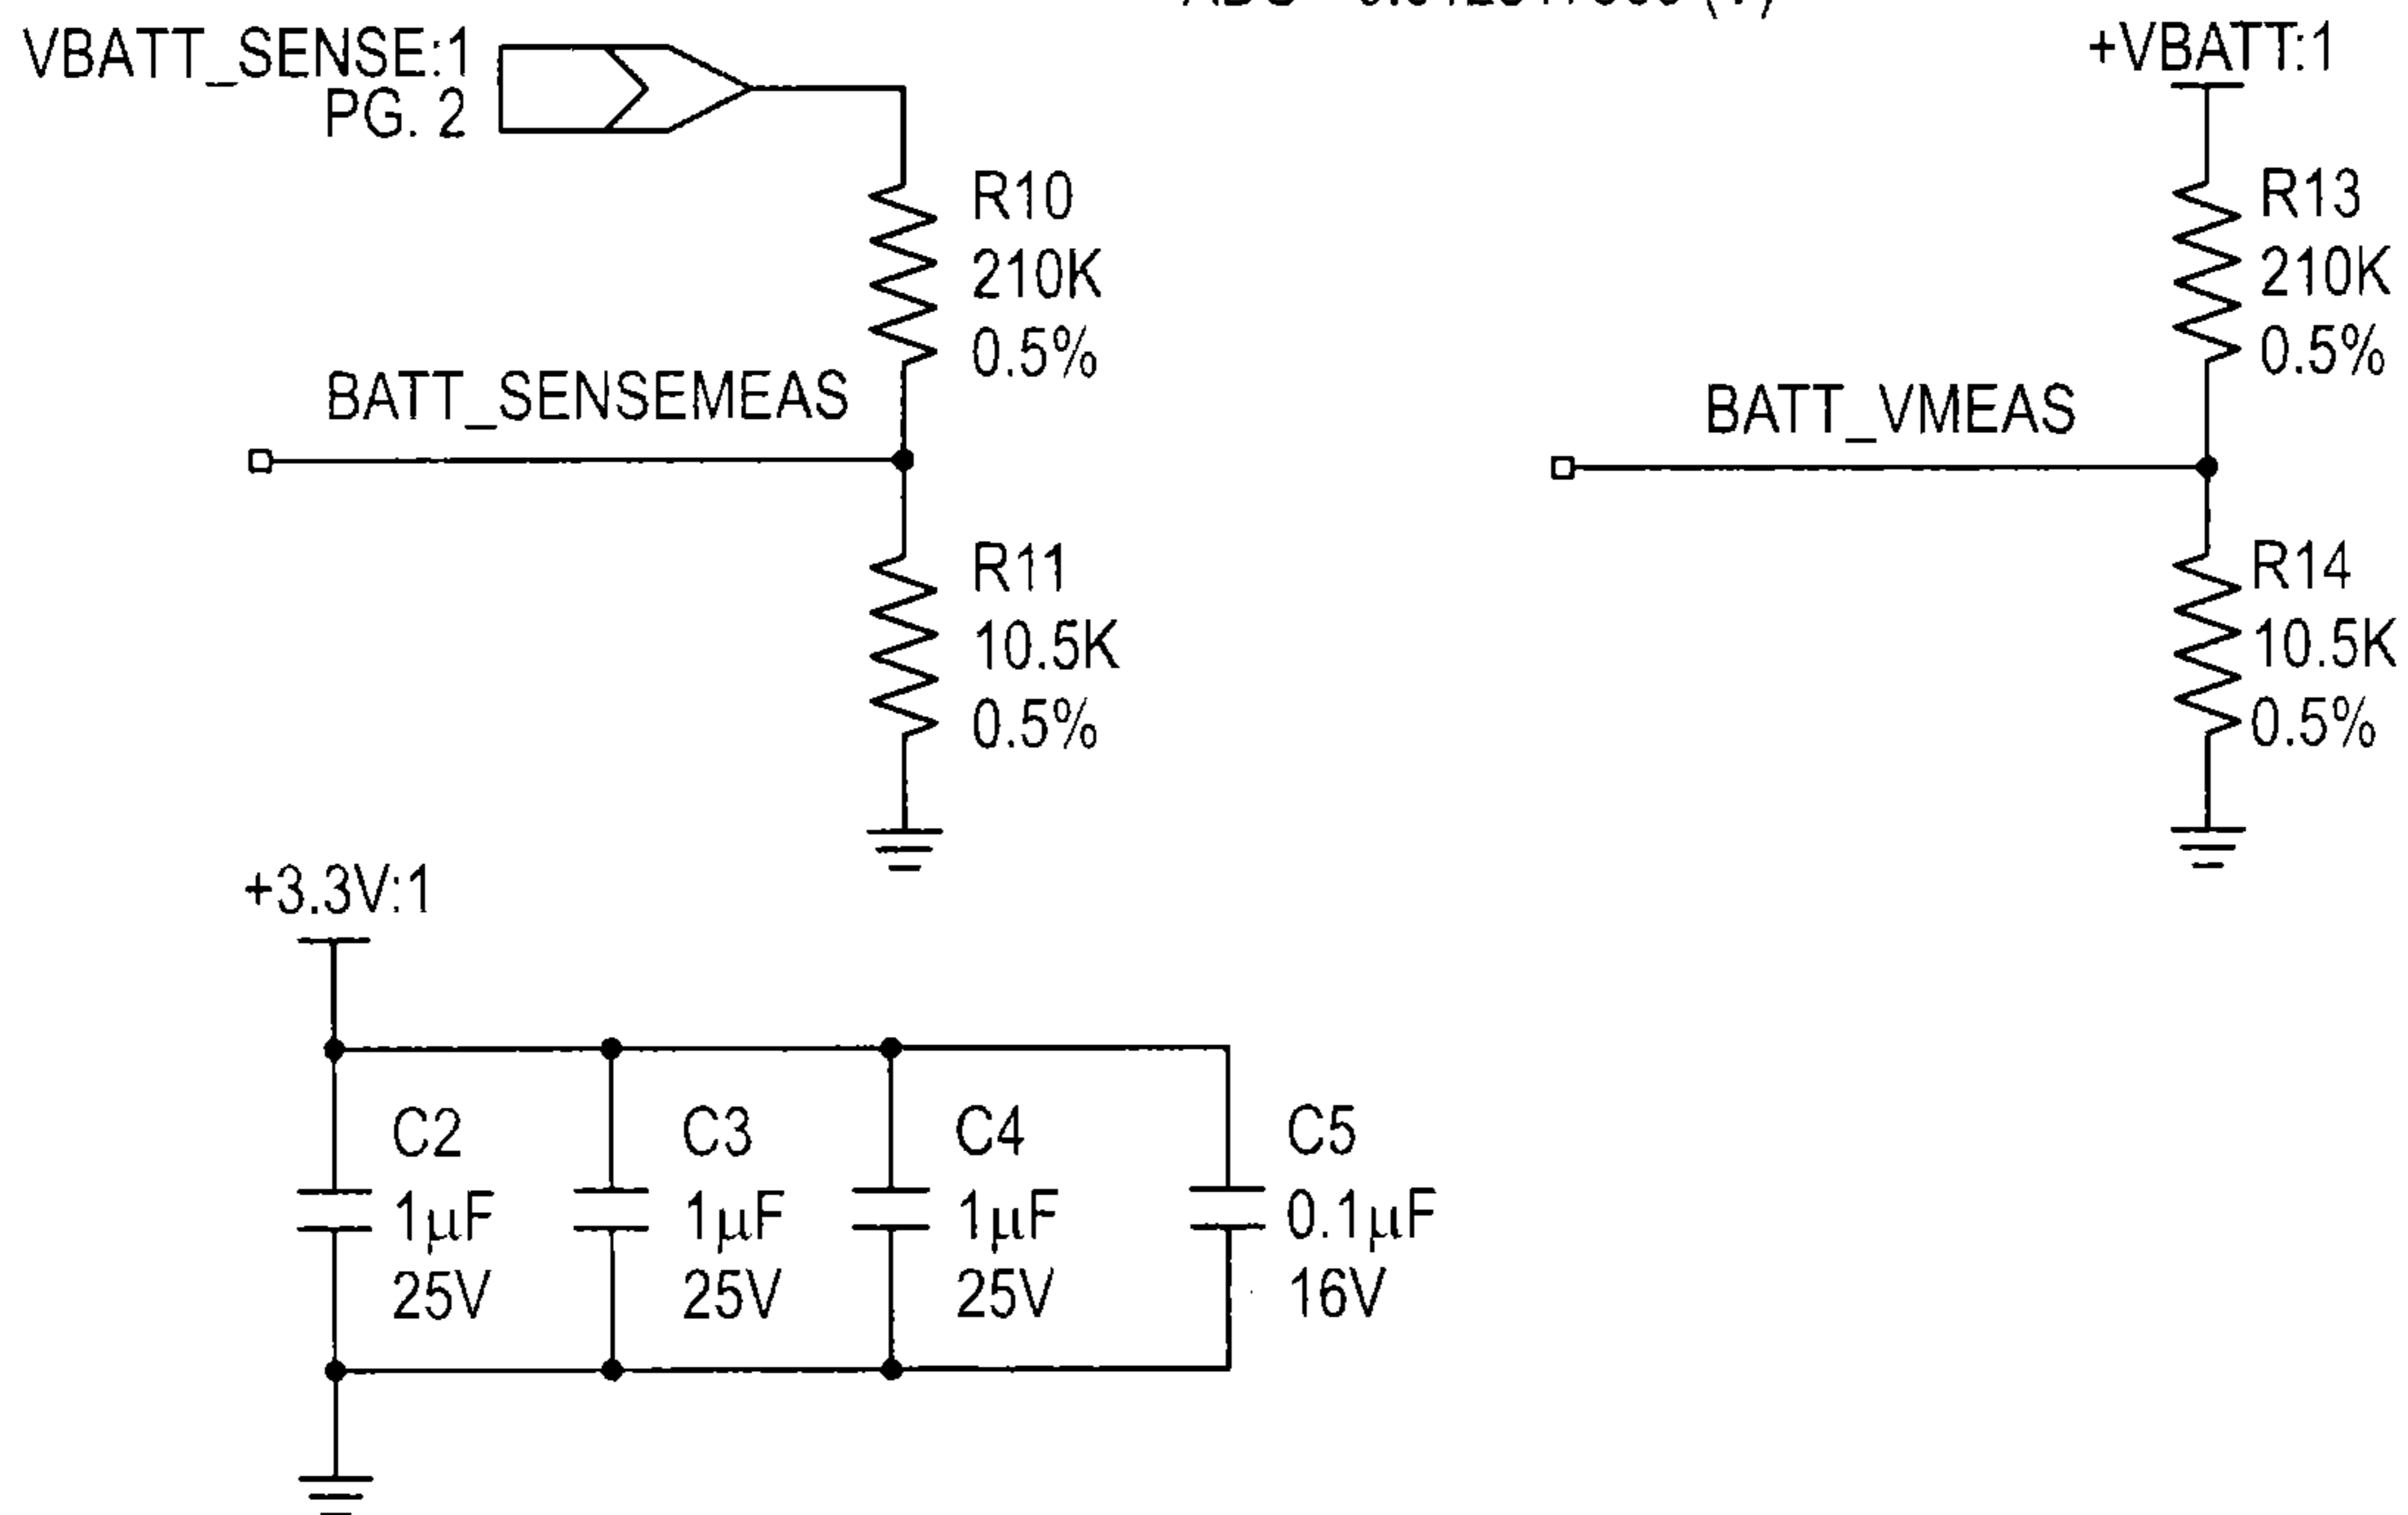 VBATT_SENSE:1
PG. 2
+VBATT:1
R10
210K
0.5%
R13
210K
0.5%
BATT_SENSEMEAS
BATT_VMEAS
R11
10.5K
0.5%
R14
10.5K
0.5%
+3.3V:1
C2
1µF
25V
C3
1µF
25V
C4
1µF
25V
C5
0.1µF
16V